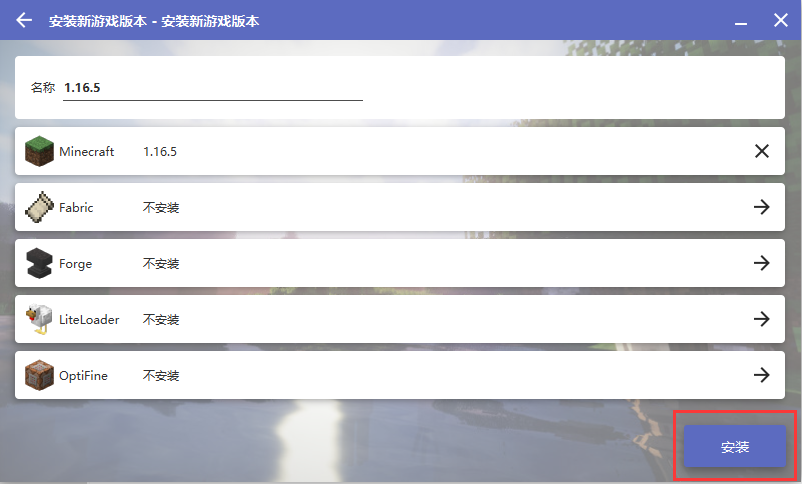 安装新游戏版本 - 安装新游戏版本
名称 1.16.5
Minecraft 1.16.5
Fabric 不安装
Forge 不安装
LiteLoader 不安装
OptiFine 不安装
安装